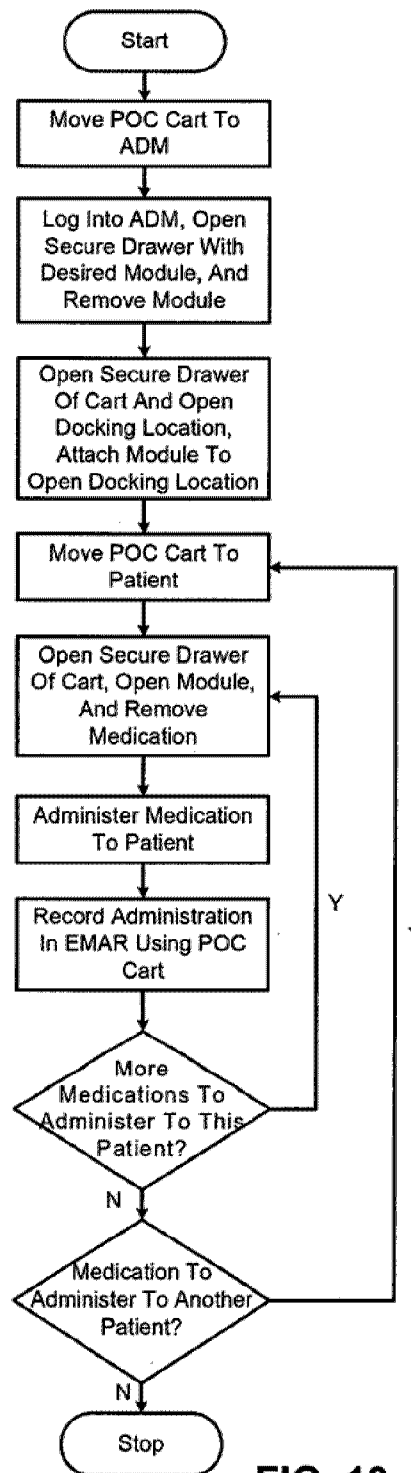 Start
Move POC Cart To
ADM
Log Into ADM, Open
Secure Drawer With
Desired Module, And
Remove Module
Open Secure Drawer
Of Cart And Open
Docking Location,
Attach Module To
Open Docking Location
Move POC Cart To
Patient
Open Secure Drawer
Of Cart, Open Module,
And Remove
Medication
Administer Medication
To Patient
Record Administration
In EMAR Using POC
Cart
Y
More
Medications To
Administer To This
Patient?
N
Medication To
Administer To Another
Patient?
N
Stop